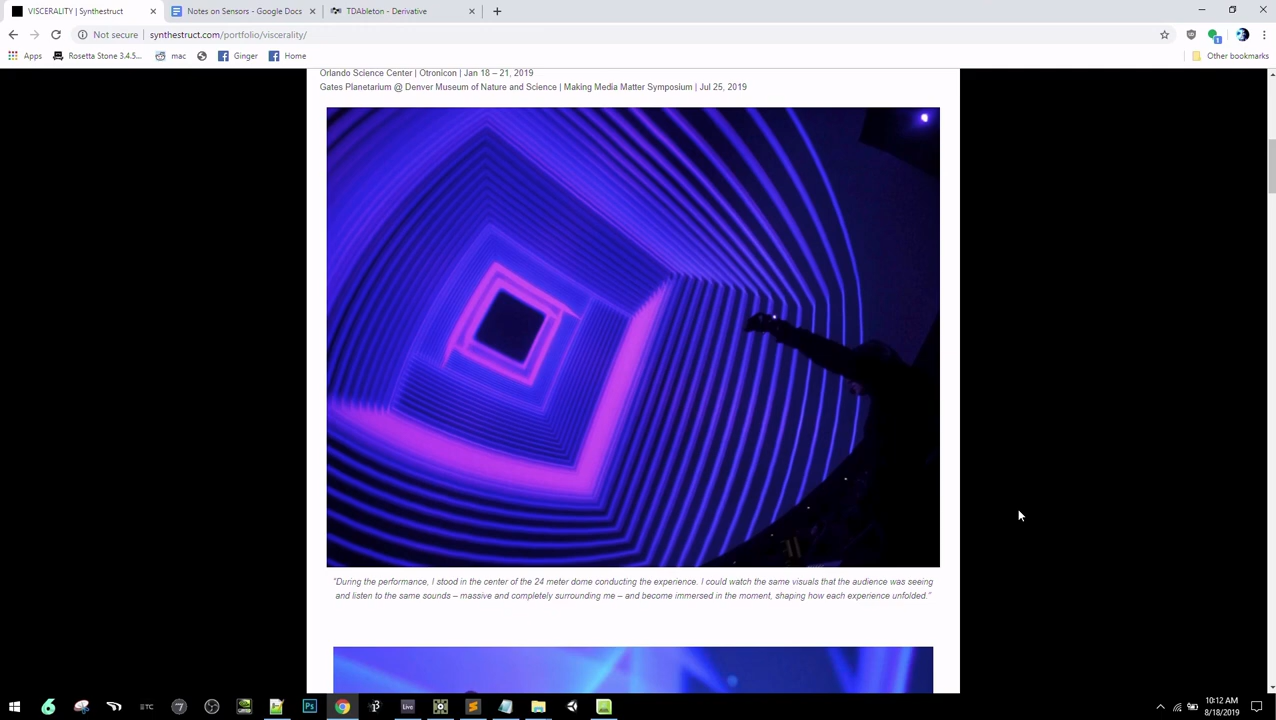 VISCERALITY | Synthestruct
Notes on Sensors - Google Docs
TDAbleton - Derivative
Not secure | synthestruct.com/portfolio/viscerality/
Apps
Rosetta Stone 3.4.5...
mac
Ginger
Home
Other bookmarks
Orlando Science Center | Otronicon | Jan 18 – 21, 2019
Gates Planetarium @ Denver Museum of Nature and Science | Making Media Matter Symposium | Jul 25, 2019
"During the performance, I stood in the center of the 24 meter dome conducting the experience. I could watch the same visuals that the audience was seeing
and listen to the same sounds – massive and completely surrounding me – and become immersed in the moment, shaping how each experience unfolded."
ETC
Ps
Live
10:12 AM
8/18/2019